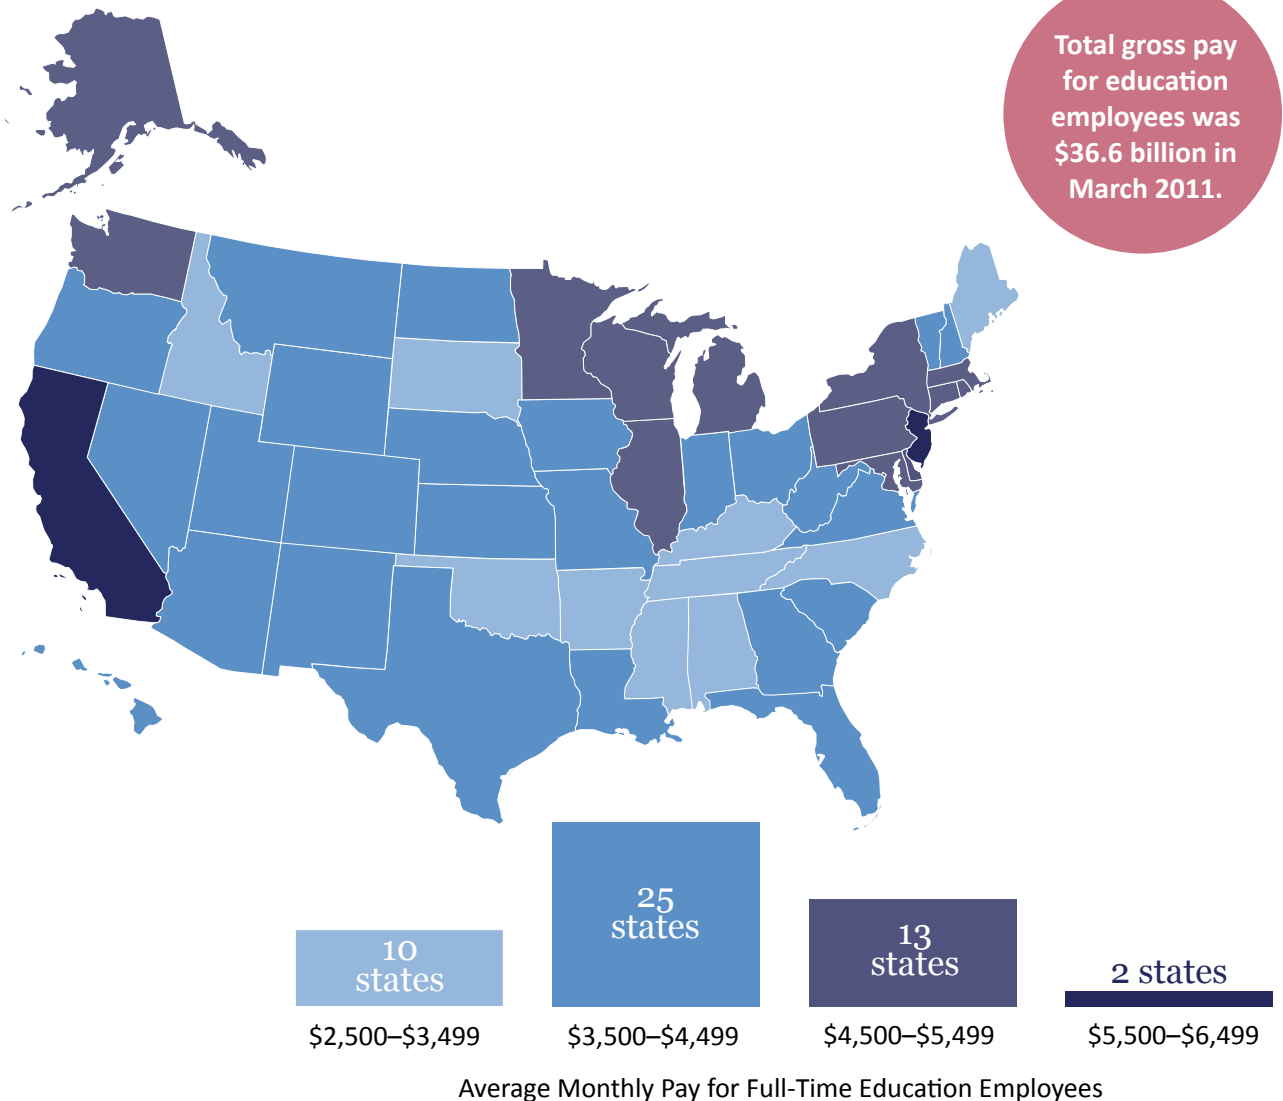 Total gross pay
for education
employees was
$36.6 billion in
March 2011.
10
states
25
states
13
states
2 states
$2,500–$3,499
$3,500–$4,499
$4,500–$5,499
$5,500–$6,499
Average Monthly Pay for Full-Time Education Employees